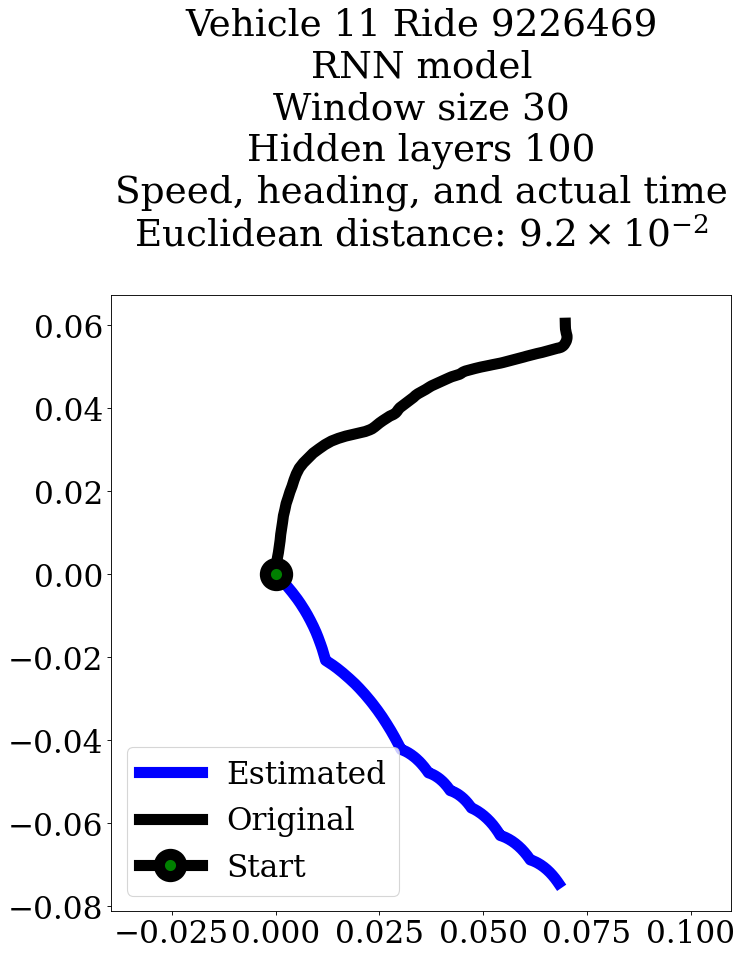 Vehicle 11 Ride 9226469
RNN model
Window size 30
Hidden layers 100
Speed, heading, and actual time
Euclidean distance: 9.2 × 10⁻²
0.06
0.04
0.02
0.00
−0.02
−0.04
−0.06
−0.08
Estimated
Original
Start
−0.025 0.000 0.025 0.050 0.075 0.100